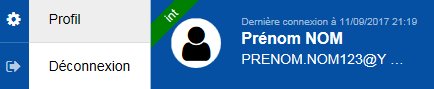 Profil
Déconnexion
int
Dernière connexion à 11/09/2017 21:19
Prénom NOM
PRENOM.NOM123@Y ...